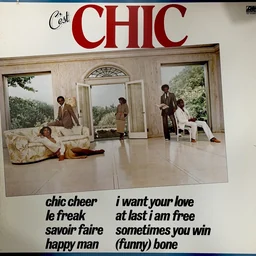 C'est CHIC
chic cheer
le freak
savoir faire
happy man
i want your love
at last i am free
sometimes you win
(funny) bone